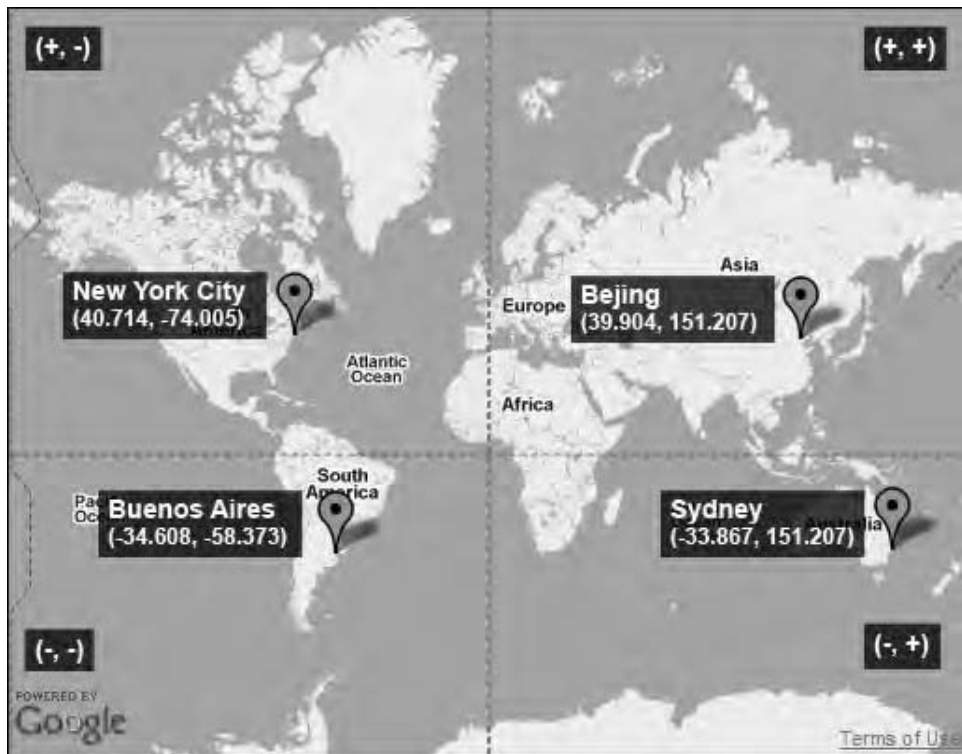 (+, -)
(+, +)
Asia
New York City
(40.714, -74.005)
Europe
Bejing
(39.904, 151.207)
Atlantic
Ocean
Africa
South
America
Buenos Aires
(-34.608, -58.373)
Sydney
(-33.867, 151.207)
(-, -)
(-, +)
POWERED BY
Google
Terms of Use